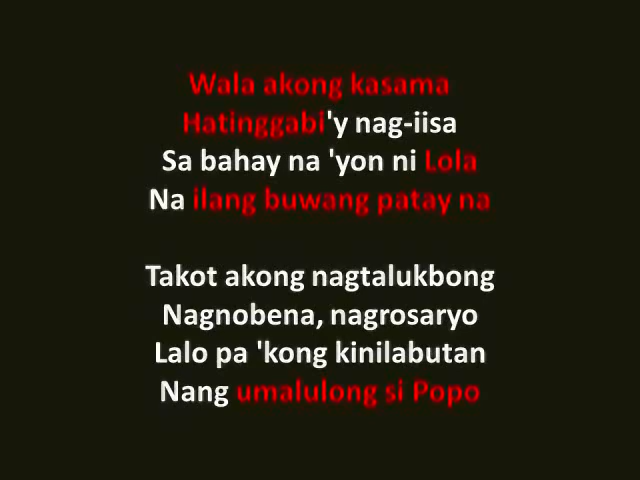 Wala akong kasama
Hatinggabi'y nag-iisa
Sa bahay na 'yon ni Lola
Na ilang buwang patay na
Takot akong nagtalukbong
Nagnobena, nagrosaryo
Lalo pa 'kong kinilabutan
Nang umalulong si Popo